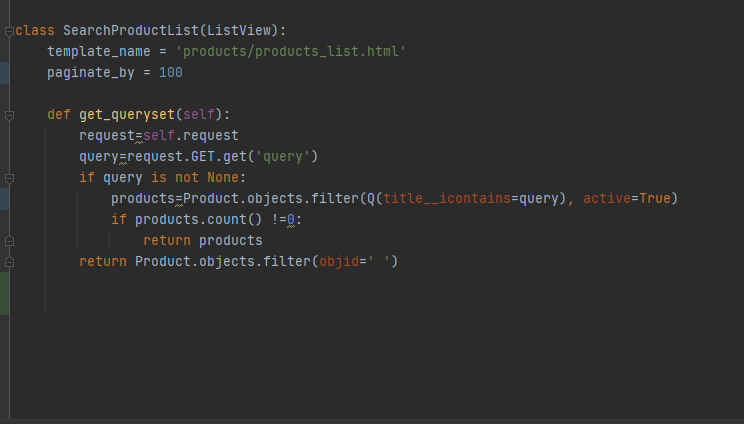 class SearchProductList(ListView):
    template_name = 'products/products_list.html'
    paginate_by = 100
    def get_queryset(self):
        request=self.request
        query=request.GET.get('query')
        if query is not None:
            products=Product.objects.filter(Q(title__icontains=query), active=True)
            if products.count() !=0:
                return products
        return Product.objects.filter(objid=' ')